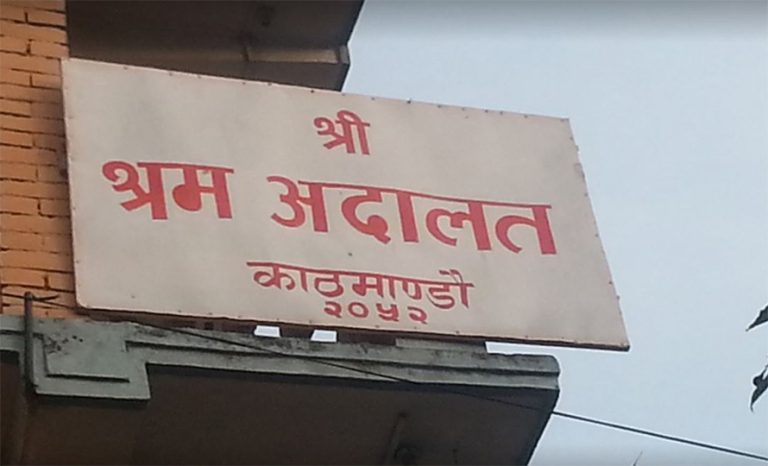 श्री
श्रम अदालत
काठमाण्डौ
२०५२